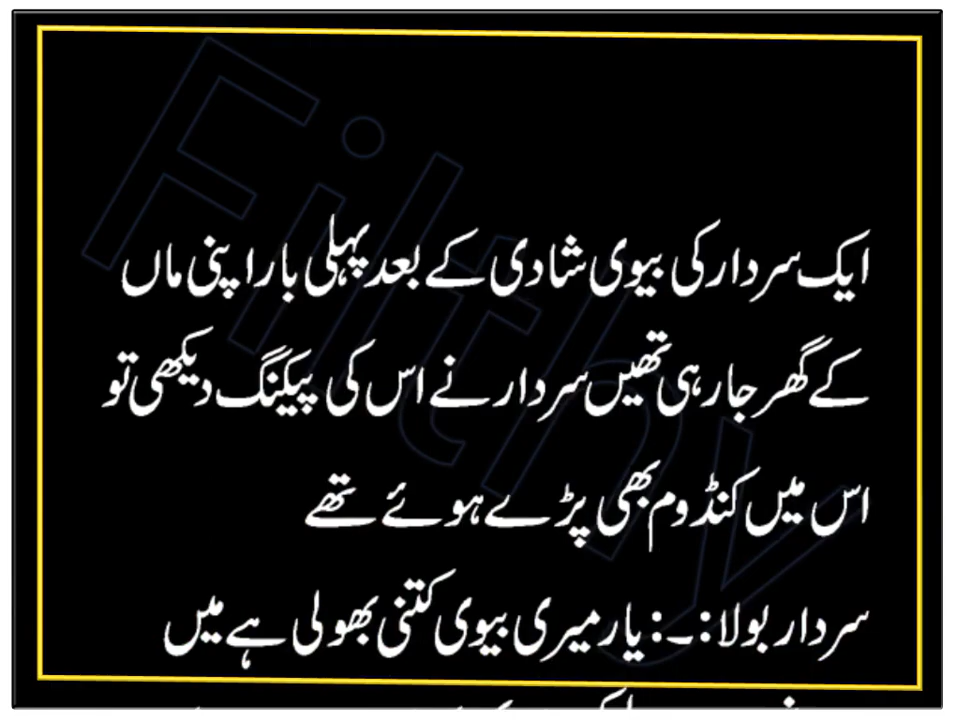 ایک سردار کی بیوی شادی کے بعد پہلی بار اپنی ماں
کے گھر جا رہی تھیں سردار نے اس کی پیکنگ دیکھی تو
اس میں کنڈوم بھی پڑے ہوئے تھے
سردار بولا:۔: یار میری بیوی کتنی بھولی ہے میں
Filthy